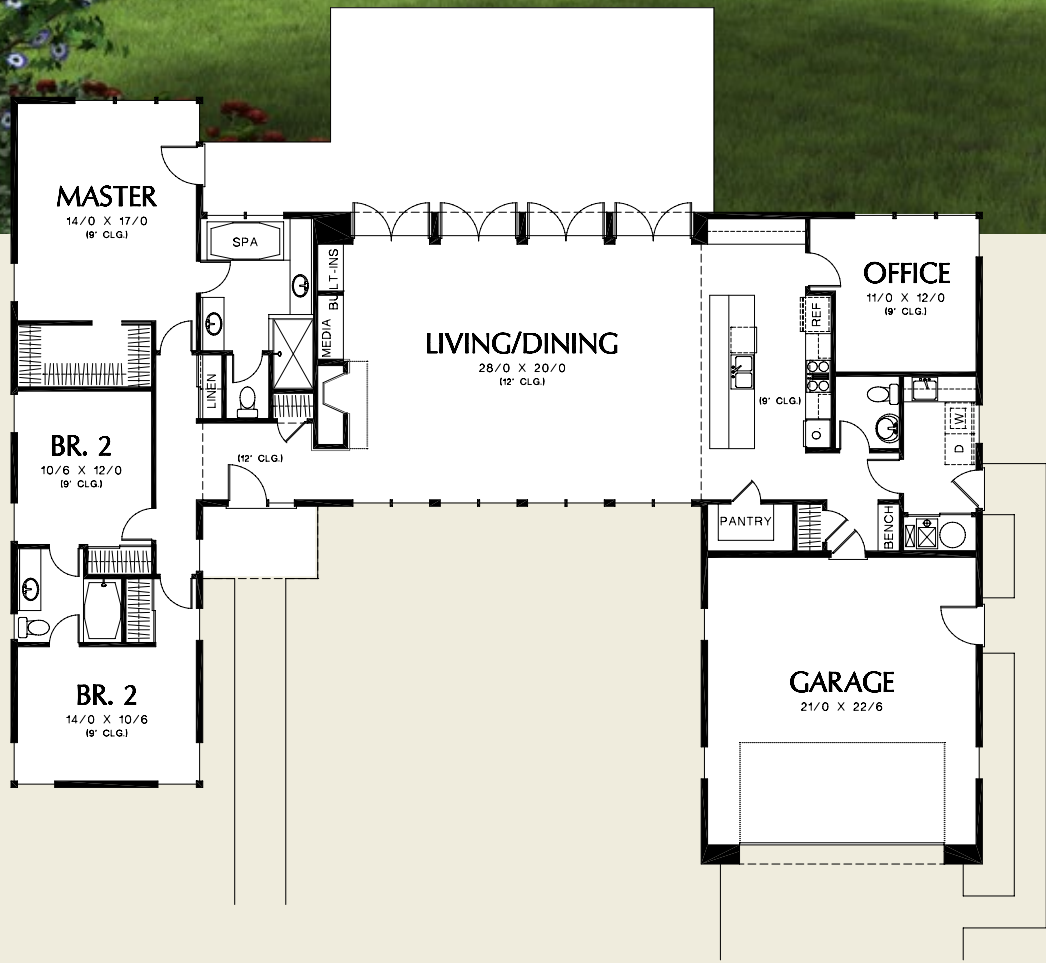 MASTER
14/0 X 17/0
(9' CLG.)
SPA
BUILT-INS
MEDIA
LINEN
LIVING/DINING
28/0 X 20/0
(12' CLG.)
OFFICE
11/0 X 12/0
(9' CLG.)
REF
(9' CLG.)
O.
W
D
BR. 2
10/6 X 12/0
(9' CLG.)
(12' CLG.)
PANTRY
BENCH
BR. 2
14/0 X 10/6
(9' CLG.)
GARAGE
21/0 X 22/6